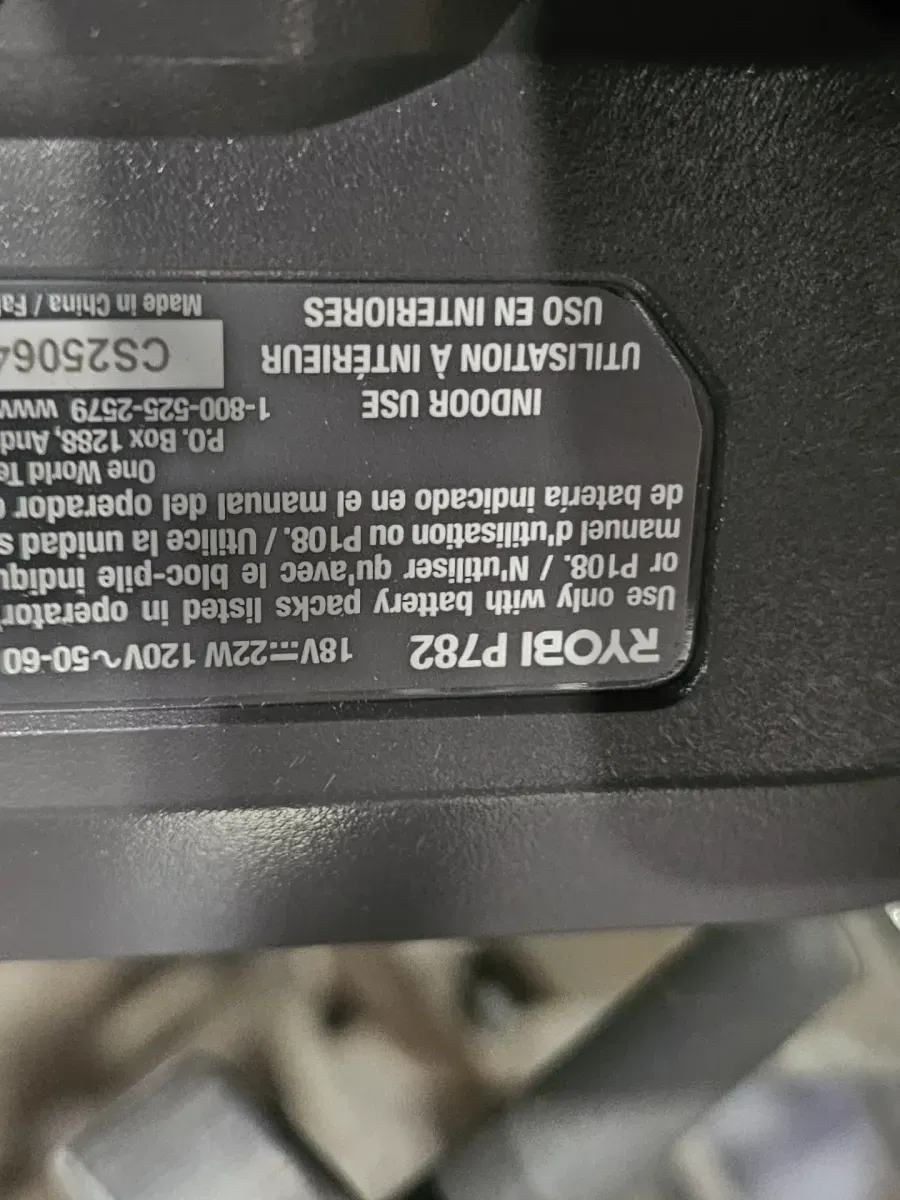 RYOBI P782 18V⎓22W 120V~50-60
Use only with battery packs listed in operator
or P108. / N'utiliser qu'avec le bloc-pile indiqu
manuel d'utilisation ou P108. / Utilice la unidad s
de batería indicado en el manual del operador
One World Te
P.O. Box 1288, And
INDOOR USE 1-800-525-2579 www
UTILISATION À INTÉRIEUR CS25064
USO EN INTERIORES Made in China / Fa